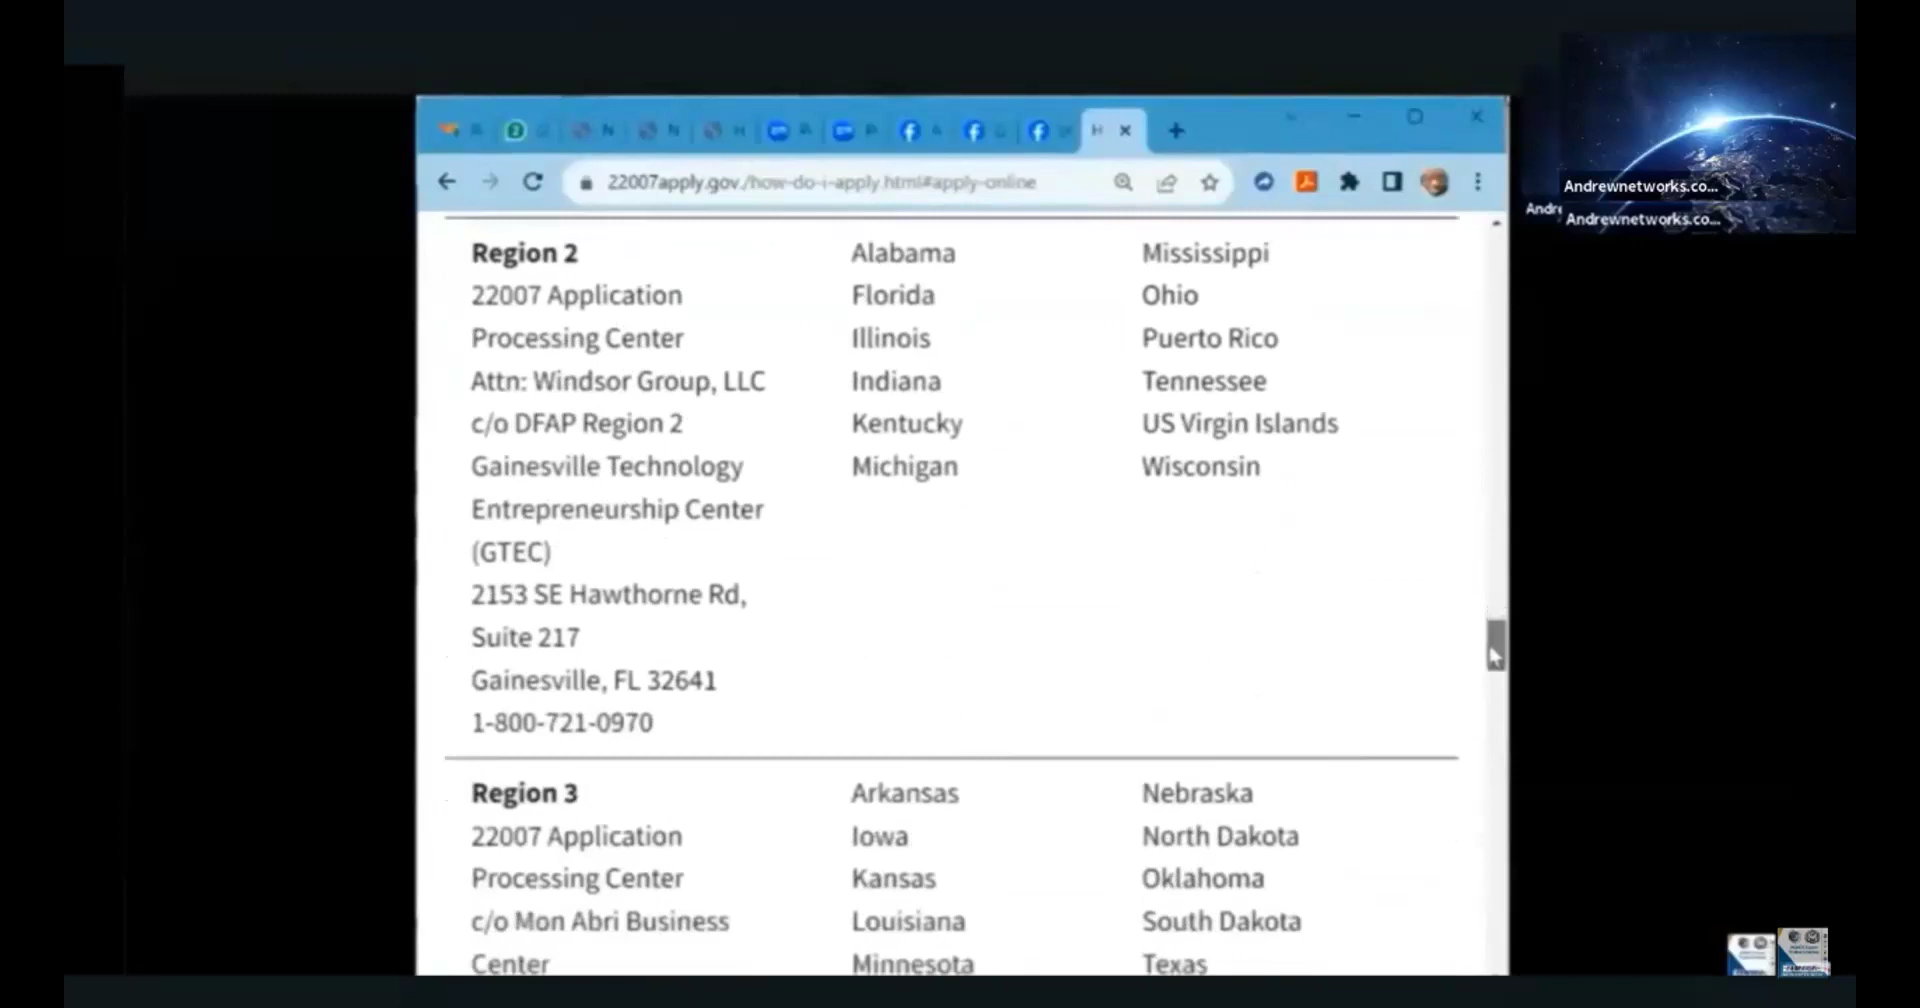 22007apply.gov./how-do-i-apply.html#apply-online
Andrewnetworks.co...
Andre
Andrewnetworks.co...
Region 2
22007 Application
Processing Center
Attn: Windsor Group, LLC
c/o DFAP Region 2
Gainesville Technology
Entrepreneurship Center
(GTEC)
2153 SE Hawthorne Rd,
Suite 217
Gainesville, FL 32641
1-800-721-0970
Alabama
Florida
Illinois
Indiana
Kentucky
Michigan
Mississippi
Ohio
Puerto Rico
Tennessee
US Virgin Islands
Wisconsin
Region 3
22007 Application
Processing Center
c/o Mon Abri Business
Center
Arkansas
Iowa
Kansas
Louisiana
Minnesota
Nebraska
North Dakota
Oklahoma
South Dakota
Texas